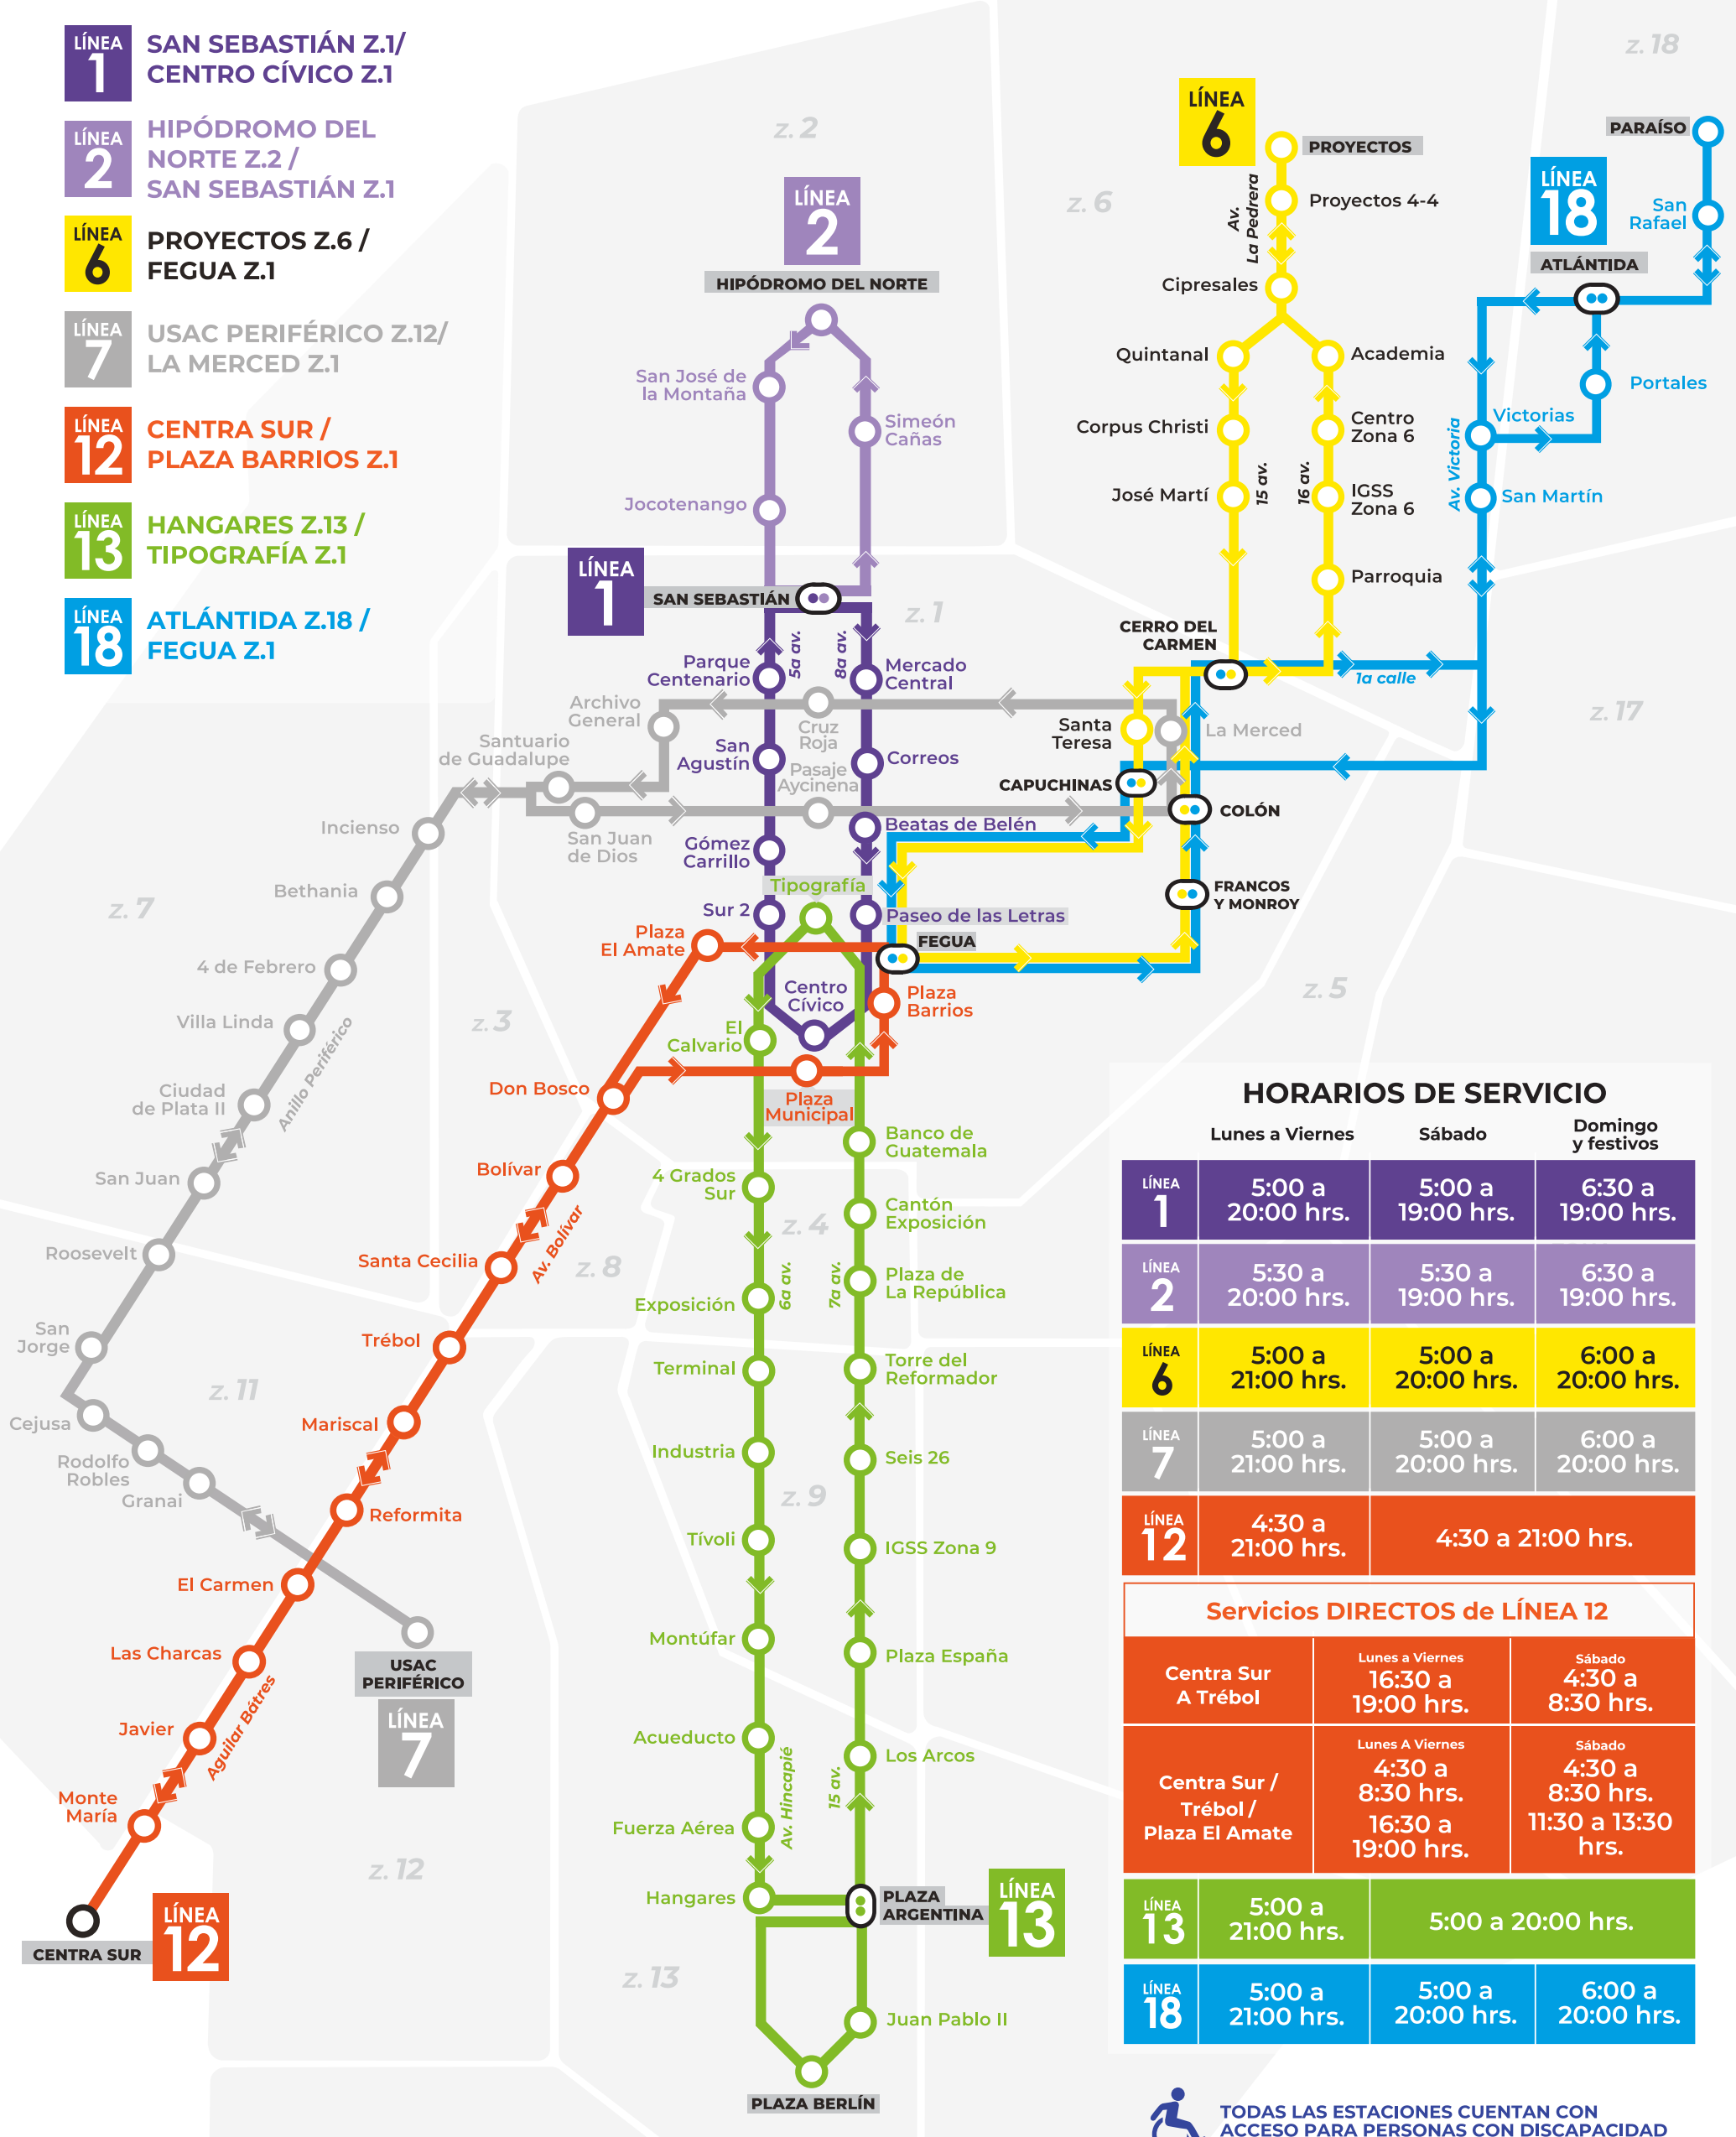 LÍNEA
1
SAN SEBASTIÁN Z.1/
CENTRO CÍVICO Z.1
LÍNEA
2
HIPÓDROMO DEL
NORTE Z.2 /
SAN SEBASTIÁN Z.1
LÍNEA
6
PROYECTOS Z.6 /
FEGUA Z.1
LÍNEA
7
USAC PERIFÉRICO Z.12/
LA MERCED Z.1
LÍNEA
12
CENTRA SUR /
PLAZA BARRIOS Z.1
LÍNEA
13
HANGARES Z.13 /
TIPOGRAFÍA Z.1
LÍNEA
18
ATLÁNTIDA Z.18 /
FEGUA Z.1
z. 2
z. 6
z. 18
z. 1
z. 17
z. 7
z. 3
z. 5
z. 4
z. 8
z. 11
z. 9
z. 12
z. 13
LÍNEA
2
HIPÓDROMO DEL NORTE
San José de
la Montaña
Simeón
Cañas
Jocotenango
LÍNEA
1
SAN SEBASTIÁN
5a av.
8a av.
Parque
Centenario
Mercado
Central
San
Agustín
Correos
Beatas de Belén
Gómez
Carrillo
Sur 2
Paseo de las Letras
Centro
Cívico
LÍNEA
6
PROYECTOS
Proyectos 4-4
Av.
La Pedrera
Cipresales
Quintanal
Academia
Corpus Christi
Centro
Zona 6
José Martí
15 av.
16 av.
IGSS
Zona 6
Parroquia
CERRO DEL
CARMEN
Santa
Teresa
CAPUCHINAS
COLÓN
FRANCOS
Y MONROY
FEGUA
PARAÍSO
LÍNEA
18
San
Rafael
ATLÁNTIDA
Portales
Victorias
Av. Victoria
San Martín
1a calle
La Merced
Cruz
Roja
Archivo
General
Santuario
de Guadalupe
Pasaje
Aycinena
San Juan
de Dios
Incienso
Bethania
4 de Febrero
Villa Linda
Anillo Periférico
Ciudad
de Plata II
San Juan
Roosevelt
San
Jorge
Cejusa
Rodolfo
Robles
Granai
USAC
PERIFÉRICO
LÍNEA
7
Plaza
El Amate
Plaza
Barrios
Plaza
Municipal
Don Bosco
Bolívar
Av. Bolívar
Santa Cecilia
Trébol
Mariscal
Reformita
El Carmen
Las Charcas
Aguilar Bátres
Javier
Monte
María
CENTRA SUR
LÍNEA
12
Tipografía
El
Calvario
Banco de
Guatemala
4 Grados
Sur
Cantón
Exposición
6a av.
7a av.
Plaza de
La República
Exposición
Terminal
Torre del
Reformador
Industria
Seis 26
Tívoli
IGSS Zona 9
Montúfar
Plaza España
Acueducto
Los Arcos
Av. Hincapié
15 av.
Fuerza Aérea
Hangares
PLAZA
ARGENTINA
LÍNEA
13
Juan Pablo II
PLAZA BERLÍN
HORARIOS DE SERVICIO
Lunes a Viernes
Sábado
Domingo
y festivos
LÍNEA
1
5:00 a
20:00 hrs.
5:00 a
19:00 hrs.
6:30 a
19:00 hrs.
LÍNEA
2
5:30 a
20:00 hrs.
5:30 a
19:00 hrs.
6:30 a
19:00 hrs.
LÍNEA
6
5:00 a
21:00 hrs.
5:00 a
20:00 hrs.
6:00 a
20:00 hrs.
LÍNEA
7
5:00 a
21:00 hrs.
5:00 a
20:00 hrs.
6:00 a
20:00 hrs.
LÍNEA
12
4:30 a
21:00 hrs.
4:30 a 21:00 hrs.
Servicios DIRECTOS de LÍNEA 12
Centra Sur
A Trébol
Lunes a Viernes
16:30 a
19:00 hrs.
Sábado
4:30 a
8:30 hrs.
Centra Sur /
Trébol /
Plaza El Amate
Lunes A Viernes
4:30 a
8:30 hrs.
16:30 a
19:00 hrs.
Sábado
4:30 a
8:30 hrs.
11:30 a 13:30
hrs.
LÍNEA
13
5:00 a
21:00 hrs.
5:00 a 20:00 hrs.
LÍNEA
18
5:00 a
21:00 hrs.
5:00 a
20:00 hrs.
6:00 a
20:00 hrs.
TODAS LAS ESTACIONES CUENTAN CON
ACCESO PARA PERSONAS CON DISCAPACIDAD